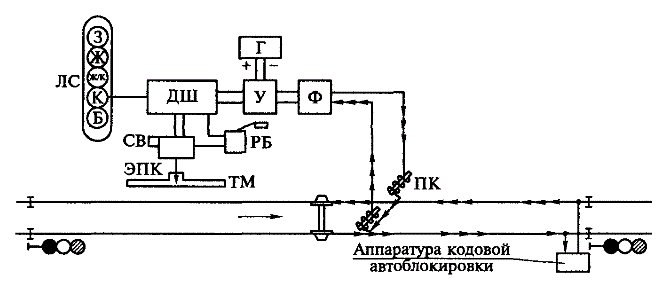 З
Ж
Ж/К
К
Б
ЛС
Г
+ −
ДШ
У
Ф
СВ
РБ
ЭПК
ТМ
ПК
Аппаратура кодовой
автоблокировки